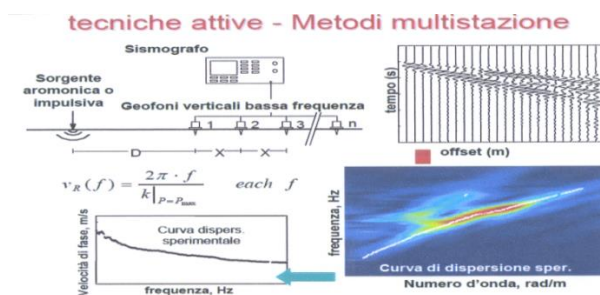 tecniche attive - Metodi multistazione
Sismografo
Sorgente
aromonica o
impulsiva
Geofoni verticali bassa frequenza
1 2 3 n
D X X
tempo (s)
offset (m)
v_R(f) = 2π · f / k|P=Pmax each f
Velocità di fase, m/s
Curva dispers.
sperimentale
frequenza, Hz
frequenza, Hz
Curva di dispersione sper.
Numero d'onda, rad/m